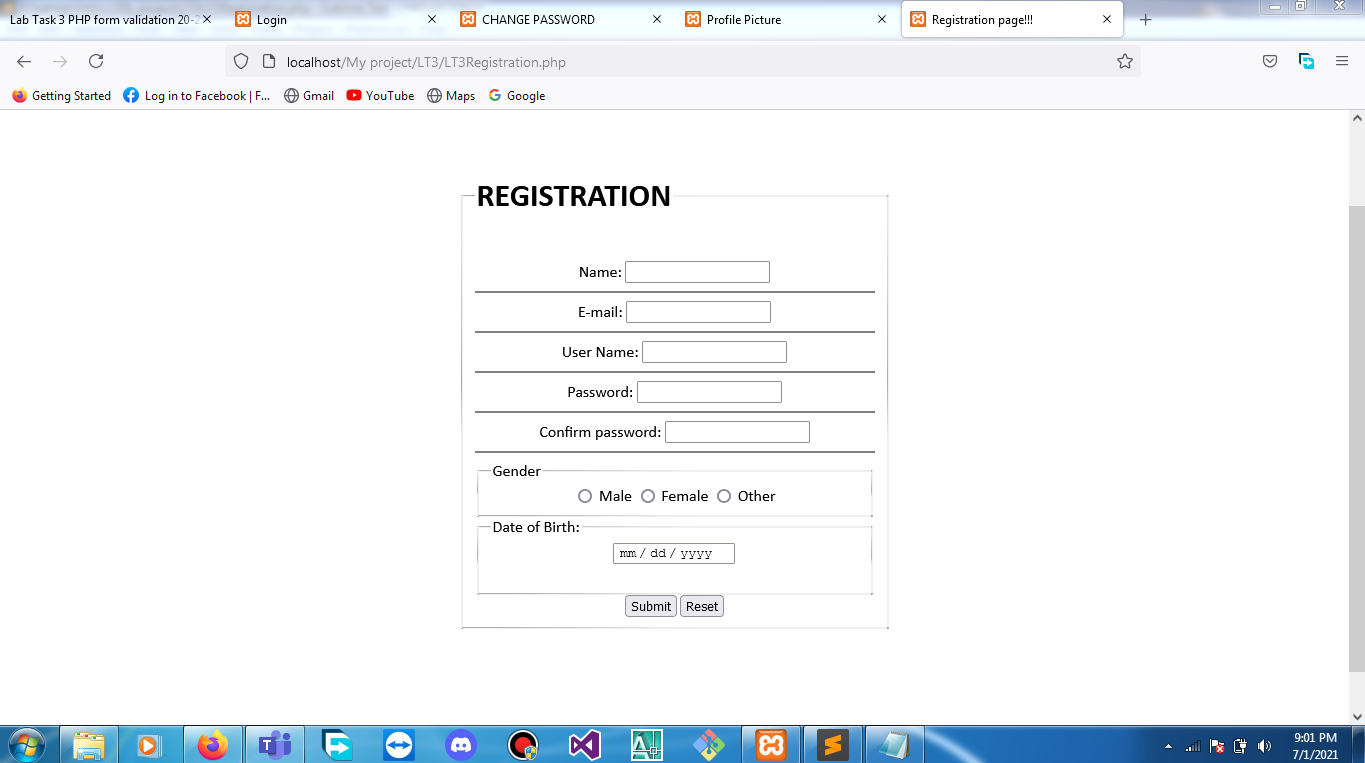 Lab Task 3 PHP form validation 20-2
Login
CHANGE PASSWORD
Profile Picture
Registration page!!!
localhost/My project/LT3/LT3Registration.php
Getting Started
Log in to Facebook | F...
Gmail
YouTube
Maps
Google
REGISTRATION
Name:
E-mail:
User Name:
Password:
Confirm password:
Gender
Male Female Other
Date of Birth:
mm / dd / yyyy
Submit Reset
9:01 PM
7/1/2021